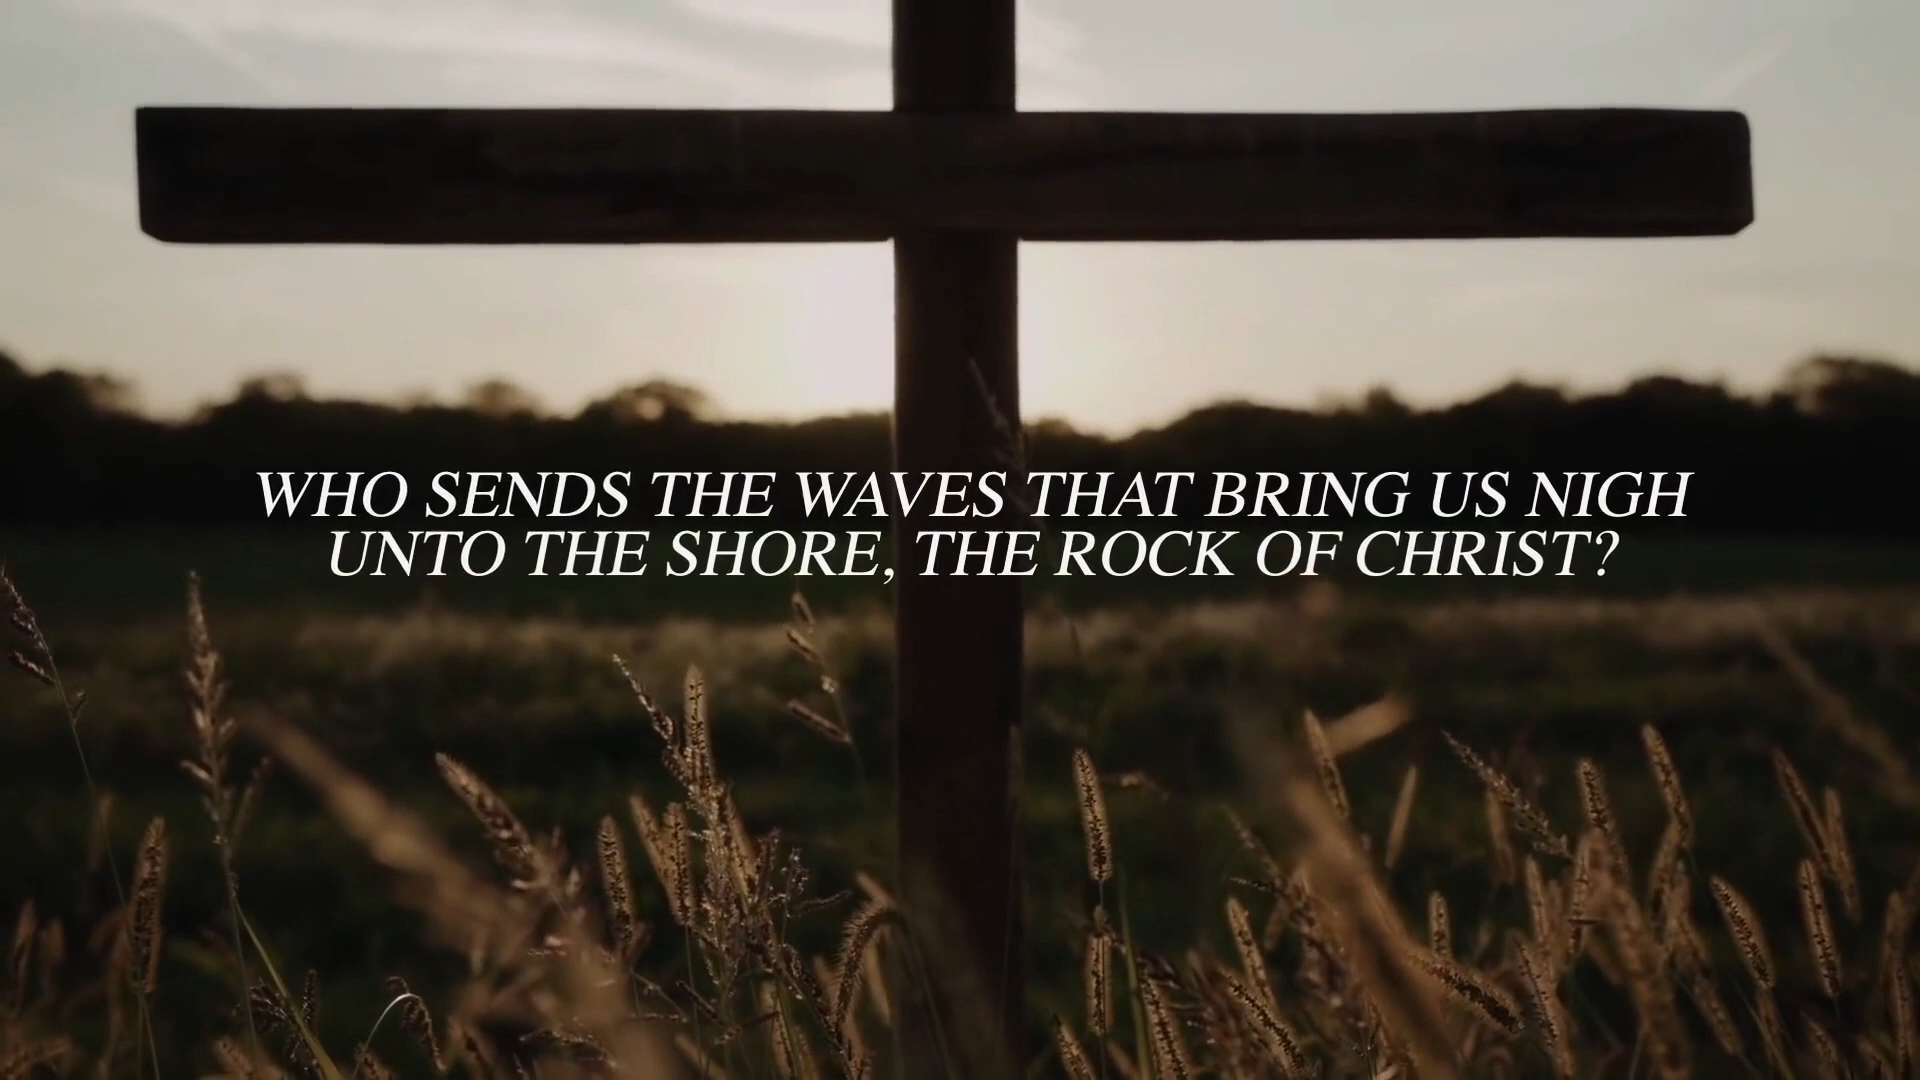 WHO SENDS THE WAVES THAT BRING US NIGH
UNTO THE SHORE, THE ROCK OF CHRIST?